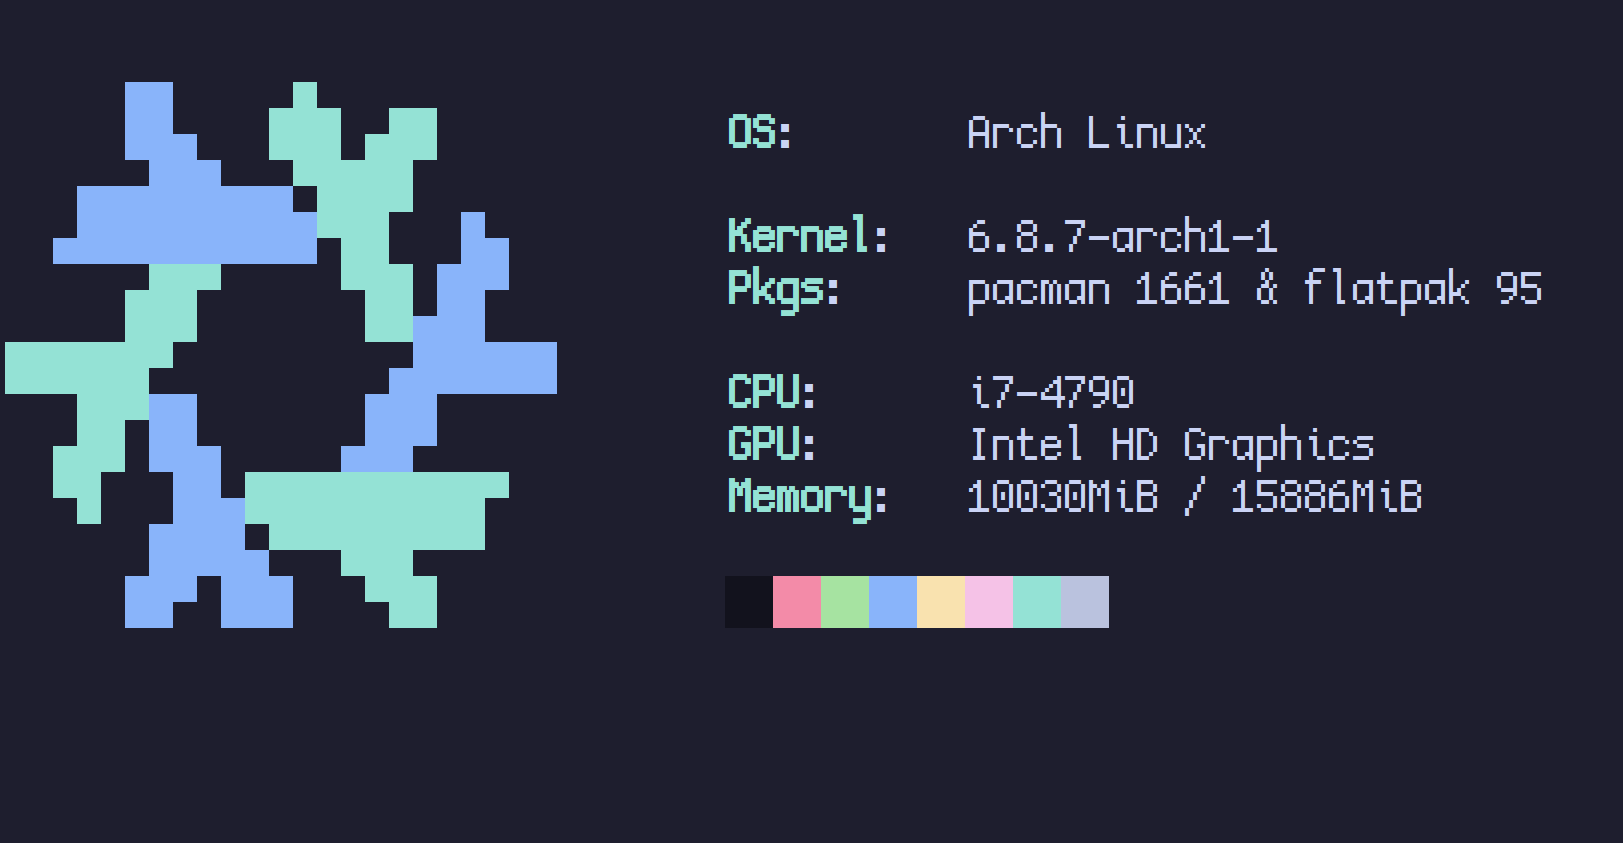 OS: Arch Linux
Kernel: 6.8.7-arch1-1
Pkgs: pacman 1661 & flatpak 95
CPU: i7-4790
GPU: Intel HD Graphics
Memory: 10030MiB / 15886MiB